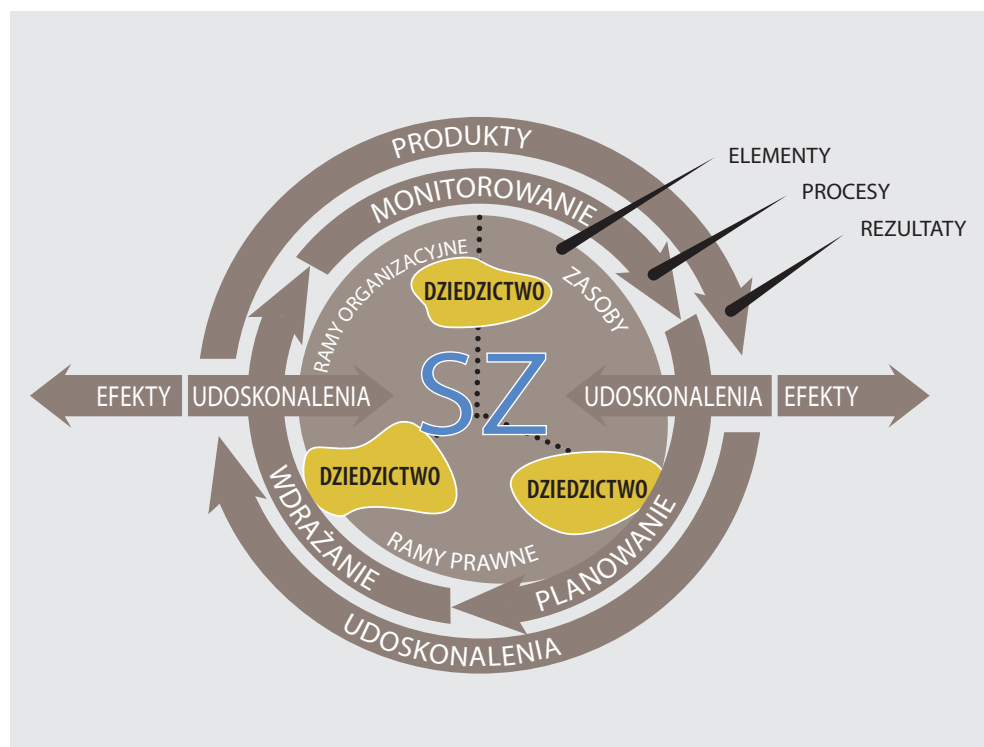 PRODUKTY
MONITOROWANIE
ELEMENTY
PROCESY
REZULTATY
RAMY ORGANIZACYJNE
ZASOBY
DZIEDZICTWO
SZ
EFEKTY UDOSKONALENIA
UDOSKONALENIA EFEKTY
DZIEDZICTWO
DZIEDZICTWO
RAMY PRAWNE
WDRAŻANIE
PLANOWANIE
UDOSKONALENIA